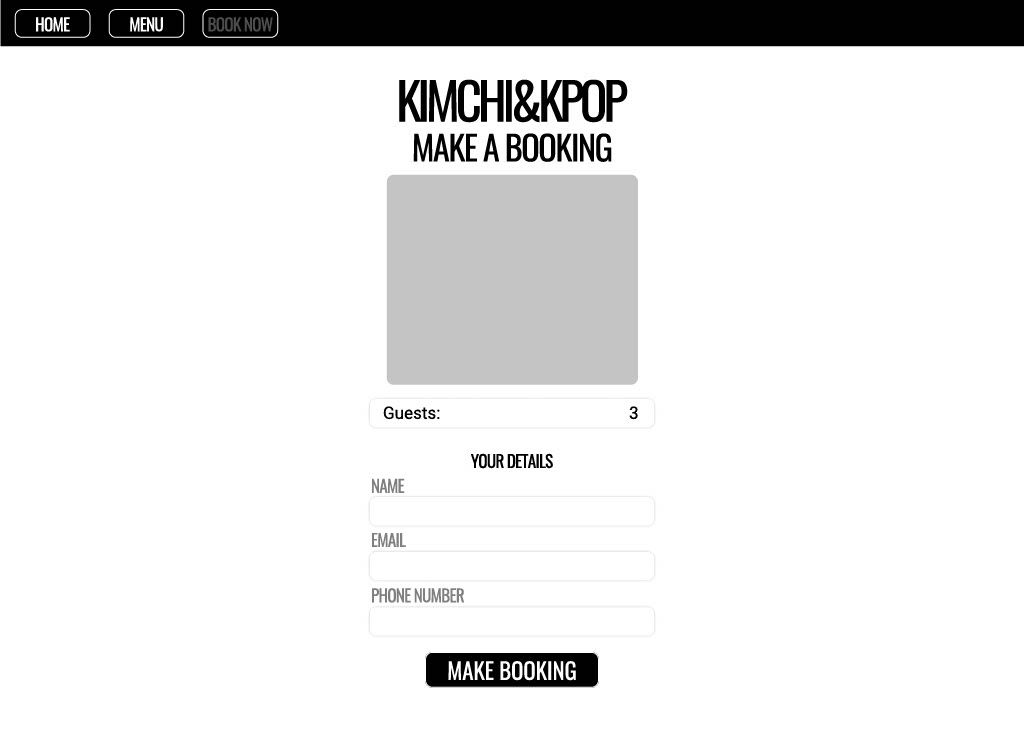 HOME MENU BOOK NOW
KIMCHI&KPOP
MAKE A BOOKING
Guests: 3
YOUR DETAILS
NAME
EMAIL
PHONE NUMBER
MAKE BOOKING